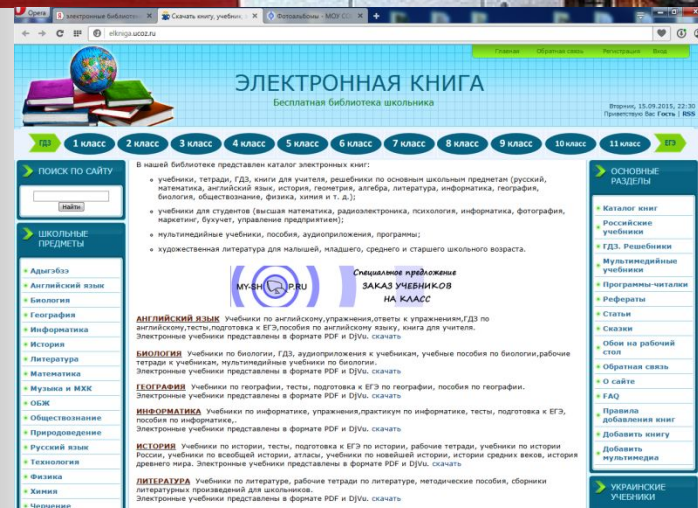 Opera
электронные библиоте
Скачать книгу, учебник,
Фотоальбомы - МОУ СО
elkniga.ucoz.ru
Главная Обратная связь Регистрация Вход
ЭЛЕКТРОННАЯ КНИГА
Бесплатная библиотека школьника
Вторник, 15.09.2015, 22:30
Приветствую Вас Гость | RSS
ГДЗ 1 класс 2 класс 3 класс 4 класс 5 класс 6 класс 7 класс 8 класс 9 класс 10 класс 11 класс ЕГЭ
ПОИСК ПО САЙТУ
Найти
ШКОЛЬНЫЕ
ПРЕДМЕТЫ
Адыгэбзэ
Английский язык
Биология
География
Информатика
История
Литература
Математика
Музыка и МХК
ОБЖ
Обществознание
Природоведение
Русский язык
Технология
Физика
Химия
Черчение
В нашей библиотеке представлен каталог электронных книг:
учебники, тетради, ГДЗ, книги для учителя, решебники по основным школьным предметам (русский,
математика, английский язык, история, геометрия, алгебра, литература, информатика, география,
биология, обществознание, физика, химия и т. д.);
учебники для студентов (высшая математика, радиоэлектроника, психология, информатика, фотография,
маркетинг, бухучет, управление предприятием);
мультимедийные учебники, пособия, аудиоприложения, программы;
художественная литература для малышей, младшего, среднего и старшего школьного возраста.
MY-SHOP.RU
Специальное предложение
ЗАКАЗ УЧЕБНИКОВ
НА КЛАСС
АНГЛИЙСКИЙ ЯЗЫК Учебники по английскому,упражнения,ответы к упражнениям,ГДЗ по
английскому,тесты,подготовка к ЕГЭ,пособия по английскому языку, книга для учителя.
Электронные учебники представлены в формате PDF и DjVu. скачать
БИОЛОГИЯ Учебники по биологии, ГДЗ, аудиоприложения к учебникам, учебные пособия по биологии,рабочие
тетради к учебникам, мультимедийные учебники по биологии.
Электронные учебники представлены в формате PDF и DjVu. скачать
ГЕОГРАФИЯ Учебники по географии, тесты, подготовка к ЕГЭ по географии, пособия по географии.
Электронные учебники представлены в формате PDF и DjVu. скачать
ИНФОРМАТИКА Учебники по информатике, упражнения,практикум по информатике, тесты, подготовка к ЕГЭ,
пособия по информатике,.
Электронные учебники представлены в формате PDF и DjVu. скачать
ИСТОРИЯ Учебники по истории, тесты, подготовка к ЕГЭ по истории, рабочие тетради, учебники по истории
России, учебники по всеобщей истории, атласы, учебники по новейшей истории, истории средних веков, история
древнего мира. Электронные учебники представлены в формате PDF и DjVu. скачать
ЛИТЕРАТУРА Учебники по литературе, рабочие тетради по литературе, методические пособия, сборники
литературных произведений для школьников.
Электронные учебники представлены в формате PDF и DjVu. скачать
ОСНОВНЫЕ
РАЗДЕЛЫ
Каталог книг
Российские
учебники
ГДЗ. Решебники
Мультимедийные
учебники
Программы-читалки
Рефераты
Статьи
Сказки
Обои на рабочий
стол
Обратная связь
О сайте
FAQ
Правила
добавления книг
Добавить книгу
Добавить
мультимедиа
УКРАИНСКИЕ
УЧЕБНИКИ